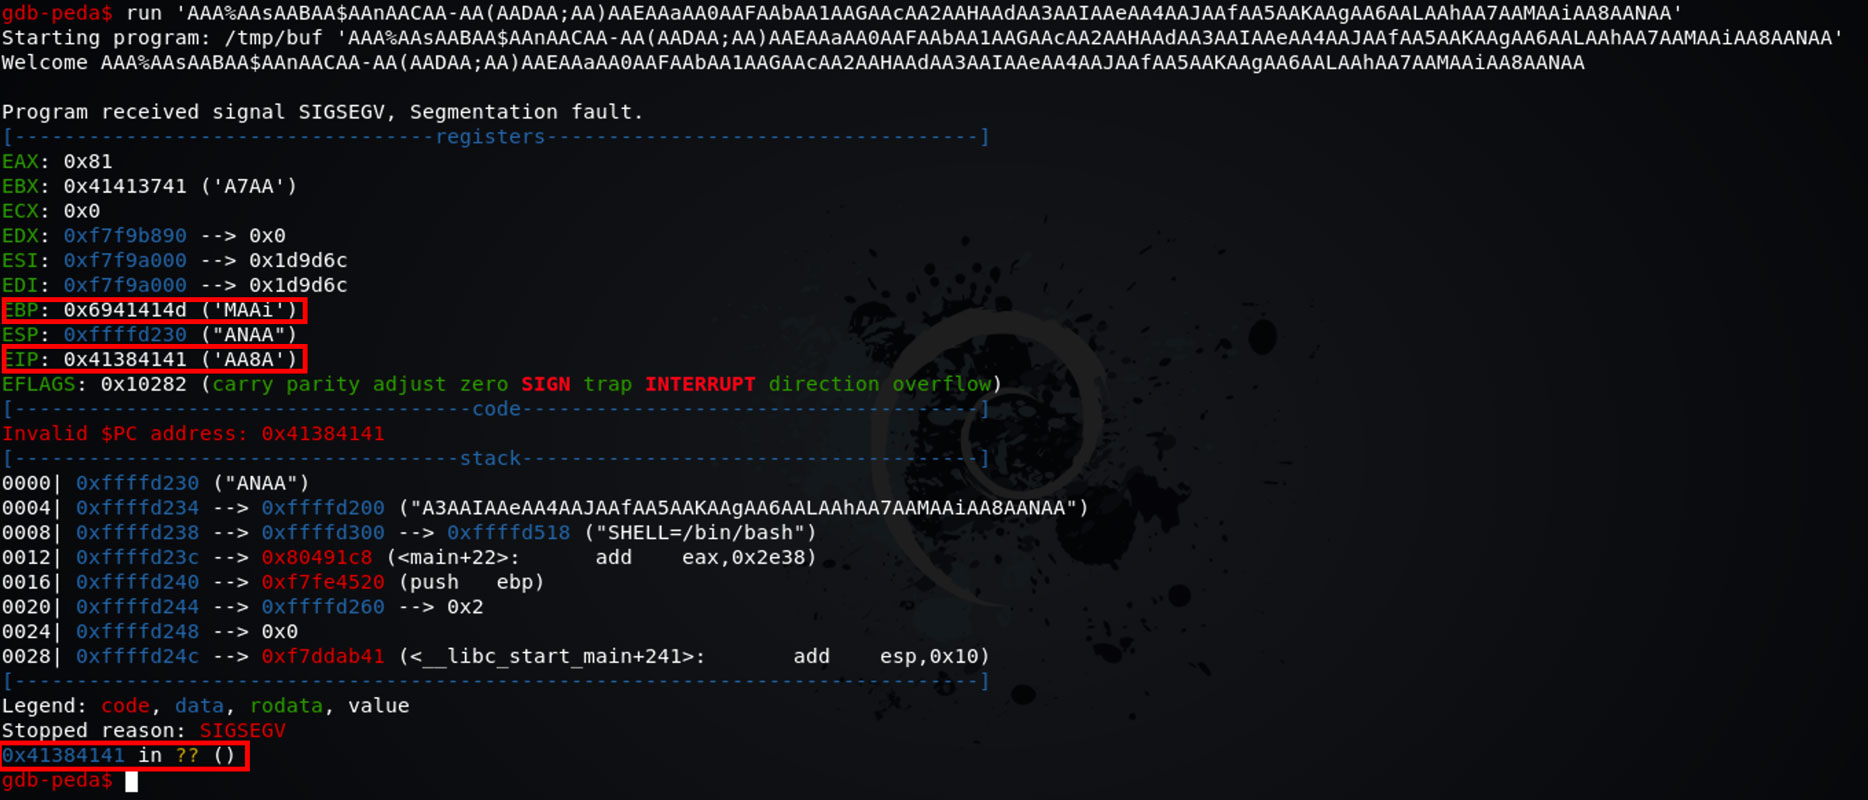 gdb-peda$ run 'AAA%AAsAABAA$AAnAACAA-AA(AADAA;AA)AAEAAaAA0AAFAAbAA1AAGAAcAA2AAHAAdAA3AAIAAeAA4AAJAAfAA5AAKAAgAA6AALAAhAA7AAMAAiAA8AANAA'
Starting program: /tmp/buf 'AAA%AAsAABAA$AAnAACAA-AA(AADAA;AA)AAEAAaAA0AAFAAbAA1AAGAAcAA2AAHAAdAA3AAIAAeAA4AAJAAfAA5AAKAAgAA6AALAAhAA7AAMAAiAA8AANAA'
Welcome AAA%AAsAABAA$AAnAACAA-AA(AADAA;AA)AAEAAaAA0AAFAAbAA1AAGAAcAA2AAHAAdAA3AAIAAeAA4AAJAAfAA5AAKAAgAA6AALAAhAA7AAMAAiAA8AANAA
Program received signal SIGSEGV, Segmentation fault.
[----------------------------------registers-----------------------------------]
EAX: 0x81
EBX: 0x41413741 ('A7AA')
ECX: 0x0
EDX: 0xf7f9b890 --> 0x0
ESI: 0xf7f9a000 --> 0x1d9d6c
EDI: 0xf7f9a000 --> 0x1d9d6c
EBP: 0x6941414d ('MAAi')
ESP: 0xffffd230 ("ANAA")
EIP: 0x41384141 ('AA8A')
EFLAGS: 0x10282 (carry parity adjust zero SIGN trap INTERRUPT direction overflow)
[-------------------------------------code-------------------------------------]
Invalid $PC address: 0x41384141
[------------------------------------stack-------------------------------------]
0000| 0xffffd230 ("ANAA")
0004| 0xffffd234 --> 0xffffd200 ("A3AAIAAeAA4AAJAAfAA5AAKAAgAA6AALAAhAA7AAMAAiAA8AANAA")
0008| 0xffffd238 --> 0xffffd300 --> 0xffffd518 ("SHELL=/bin/bash")
0012| 0xffffd23c --> 0x80491c8 (<main+22>: add eax,0x2e38)
0016| 0xffffd240 --> 0xf7fe4520 (push ebp)
0020| 0xffffd244 --> 0xffffd260 --> 0x2
0024| 0xffffd248 --> 0x0
0028| 0xffffd24c --> 0xf7ddab41 (<__libc_start_main+241>: add esp,0x10)
[------------------------------------------------------------------------------]
Legend: code, data, rodata, value
Stopped reason: SIGSEGV
0x41384141 in ?? ()
gdb-peda$